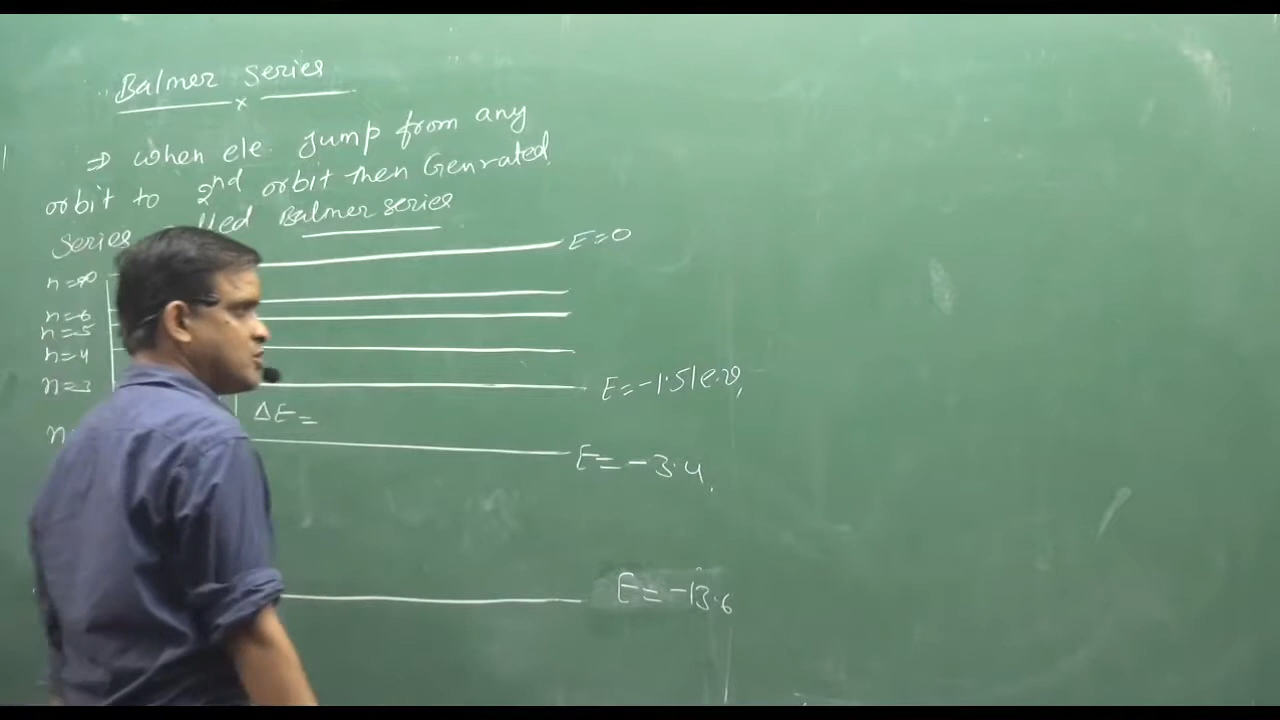 Balmer Series
⇒ when ele. Jump from any
orbit to 2nd orbit then Genrated
Series Balmer series
E=0
n=∞
n=6
n=5
n=4
n=3
E=-1.51e.v,
ΔE=
n
E=-3.4
E=-13.6